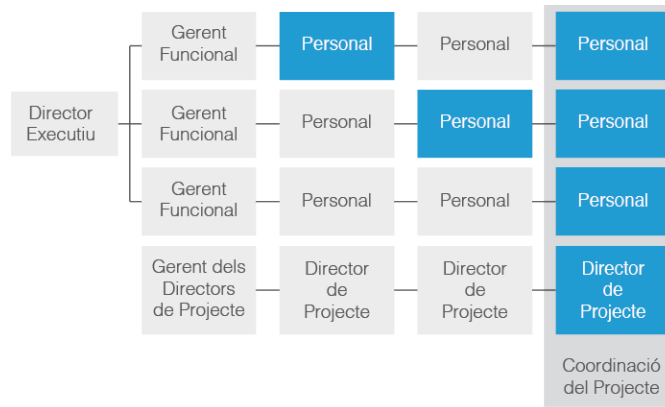 Gerent
Funcional
Personal
Personal
Personal
Director
Executiu
Gerent
Funcional
Personal
Personal
Personal
Gerent
Funcional
Personal
Personal
Personal
Gerent dels
Directors
de Projecte
Director
de
Projecte
Director
de
Projecte
Director
de
Projecte
Coordinació
del Projecte